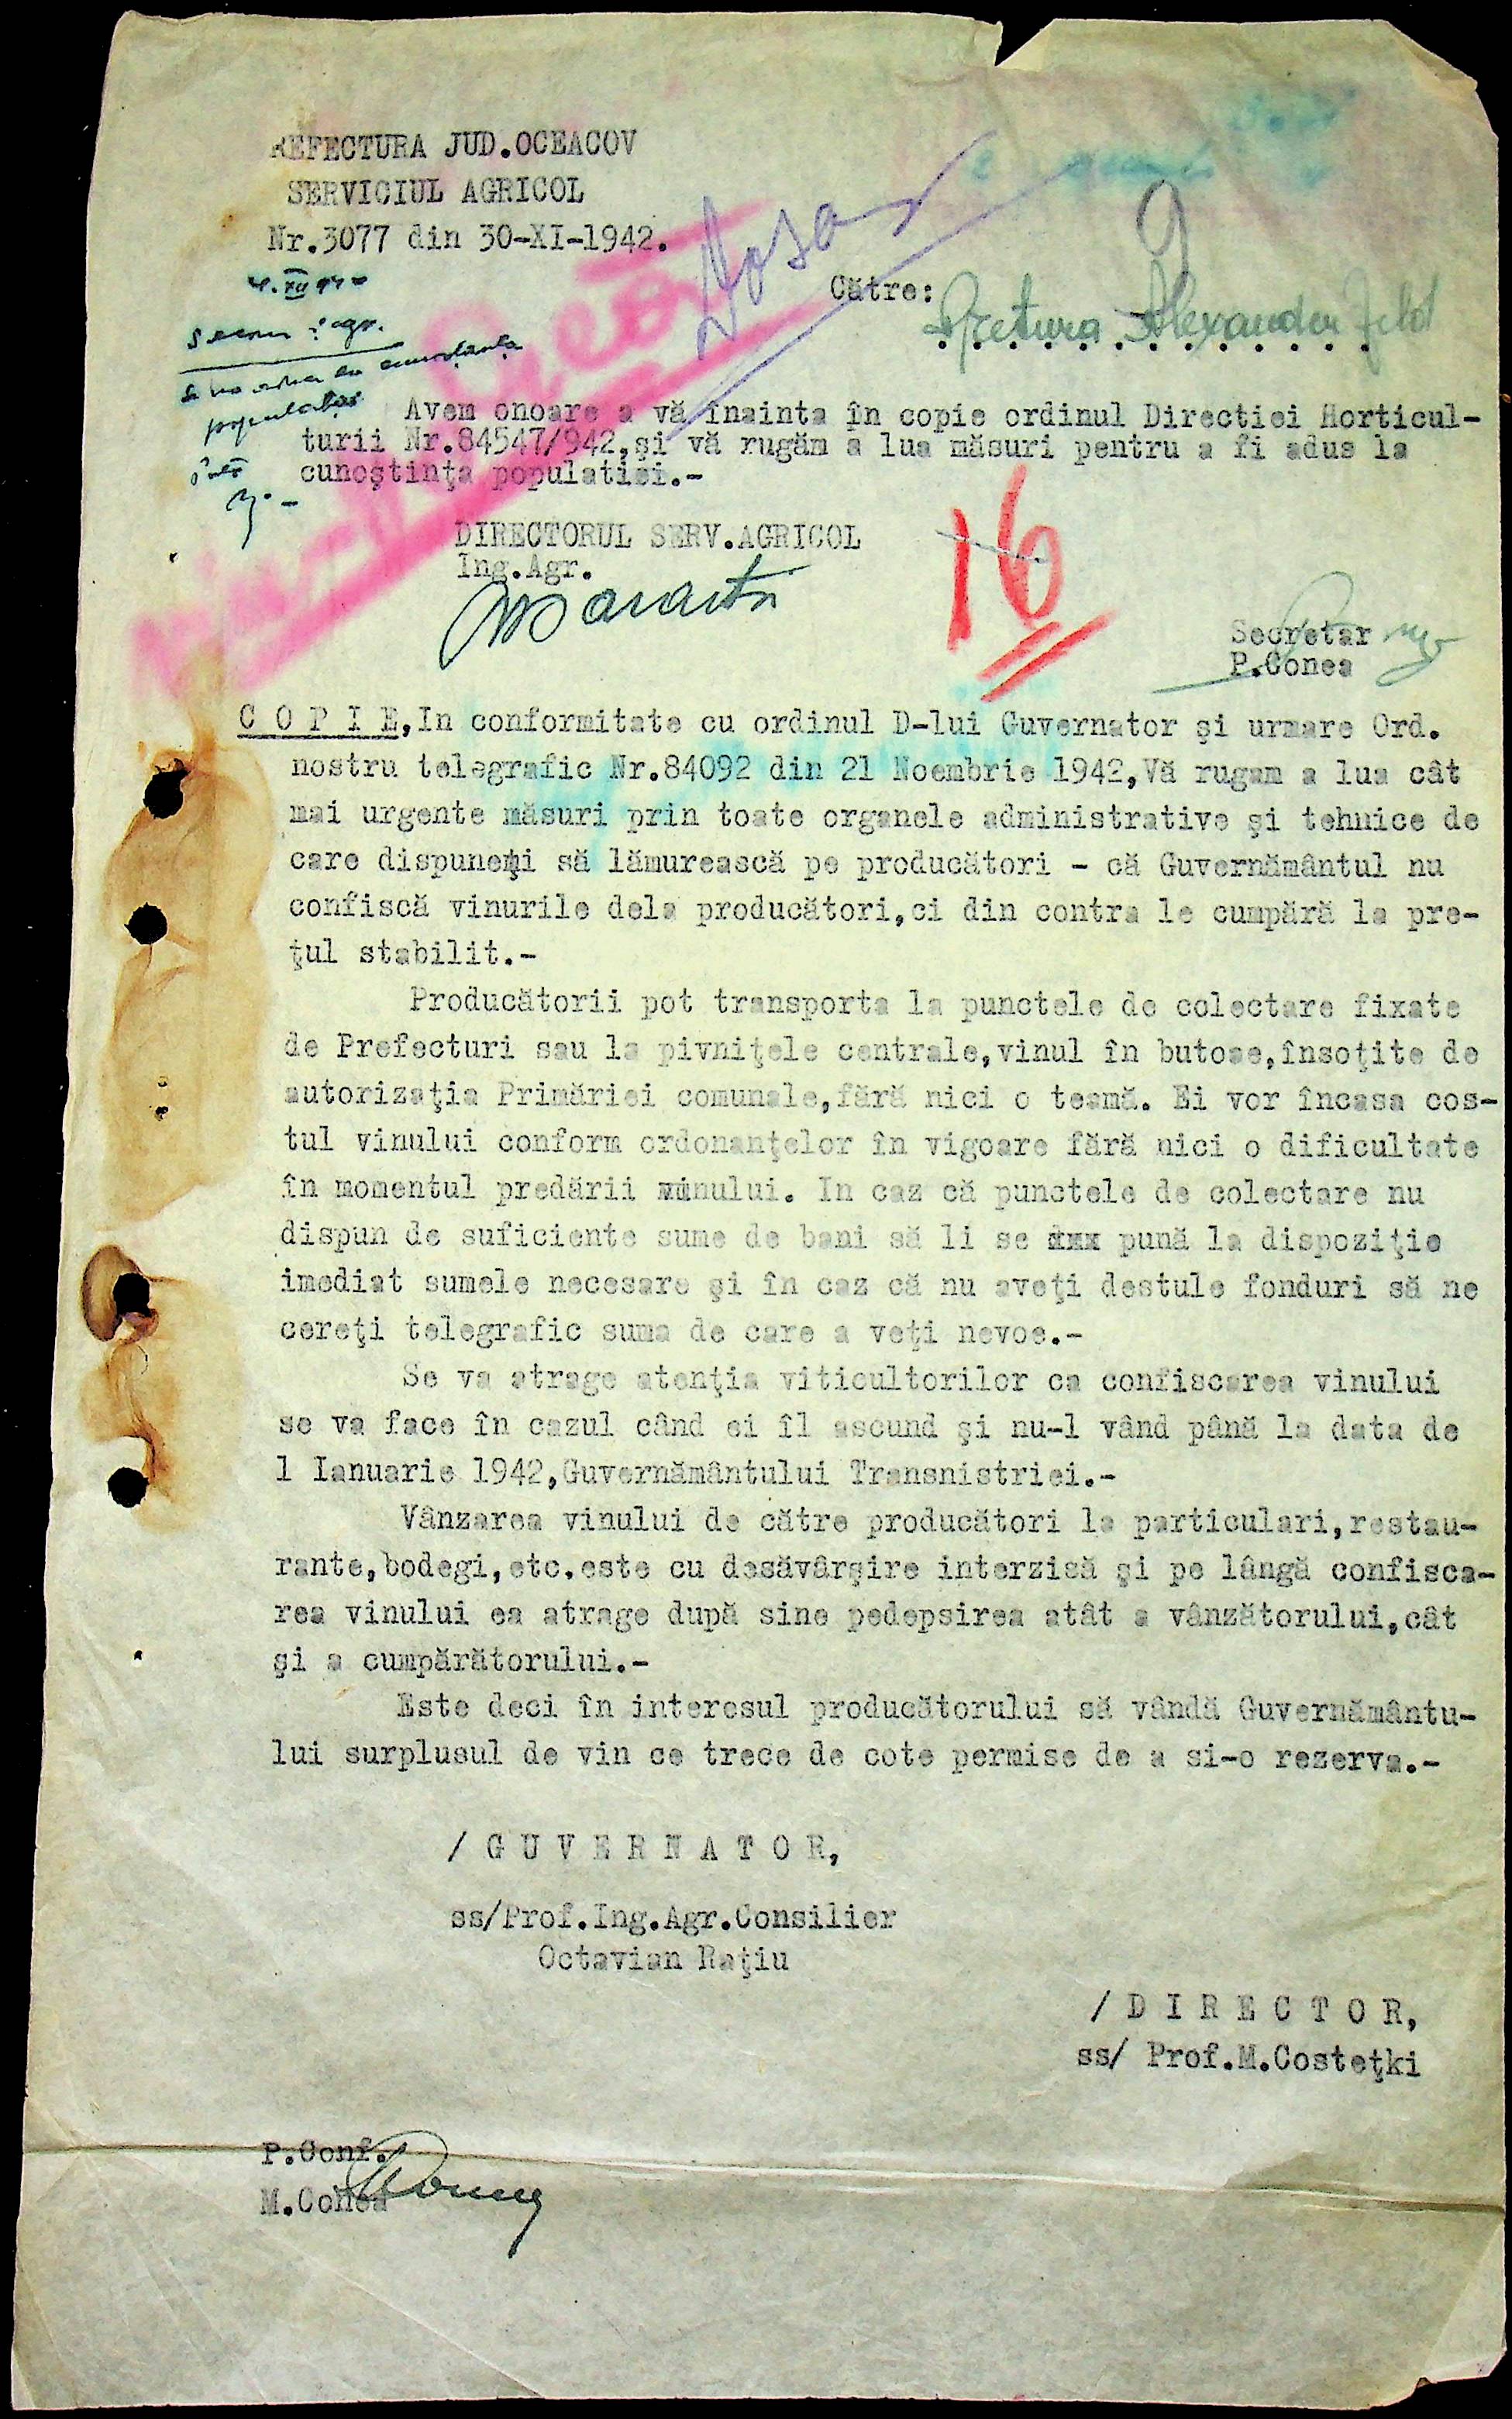 REFECTURA JUD.OCEACOV
SERVICIUL AGRICOL
Nr.3077 din 30-XI-1942.
Dosar
9
Către:
Pretura Alexanderfeld
populației
Avem onoare a vă înainta în copie ordinul Directiei Horticul-
turii Nr.84547/942,și vă rugăm a lua măsuri pentru a fi adus la
cunoştinţa populatiei.-
DIRECTORUL SERV.AGRICOL
Ing.Agr.
16
Secretar
P.Conea
C O P I E,In conformitate cu ordinul D-lui Guvernator şi urmare Ord.
nostru telegrafic Nr.84092 din 21 Noembrie 1942,Vă rugam a lua cât
mai urgente măsuri prin toate organele administrative şi tehnice de
care dispuneţi să lămurească pe producători - că Guvernământul nu
confiscă vinurile dela producători,ci din contra le cumpără la pre-
ţul stabilit.-
Producătorii pot transporta la punctele de colectare fixate
de Prefecturi sau la pivniţele centrale,vinul în butoae,însoţite de
autorizaţia Primăriei comunale,fără nici o teamă. Ei vor încasa cos-
tul vinului conform ordonanţelor în vigoare fără nici o dificultate
în momentul predării vinului. In caz că punctele de colectare nu
dispun de suficiente sume de bani să li se pună la dispoziţie
imediat sumele necesare şi în caz că nu aveţi destule fonduri să ne
cereţi telegrafic suma de care a veţi nevoe.-
Se va atrage atenţia viticultorilor ca confiscarea vinului
se va face în cazul când ei îl ascund şi nu-l vând până la data de
1 Ianuarie 1942,Guvernământului Transnistriei.-
Vânzarea vinului de către producători la particulari,restau-
rante,bodegi,etc.este cu desăvârşire interzisă şi pe lângă confisca-
rea vinului ea atrage după sine pedepsirea atât a vânzătorului,cât
şi a cumpărătorului.-
Este deci în interesul producătorului să vândă Guvernământu-
lui surplusul de vin ce trece de cote permise de a si-o rezerva.-
/ G U V E R N A T O R,
ss/Prof.Ing.Agr.Consilier
Octavian Raţiu
/ D I R E C T O R,
ss/ Prof.M.Costeţki
P.Conf.
M.Conea